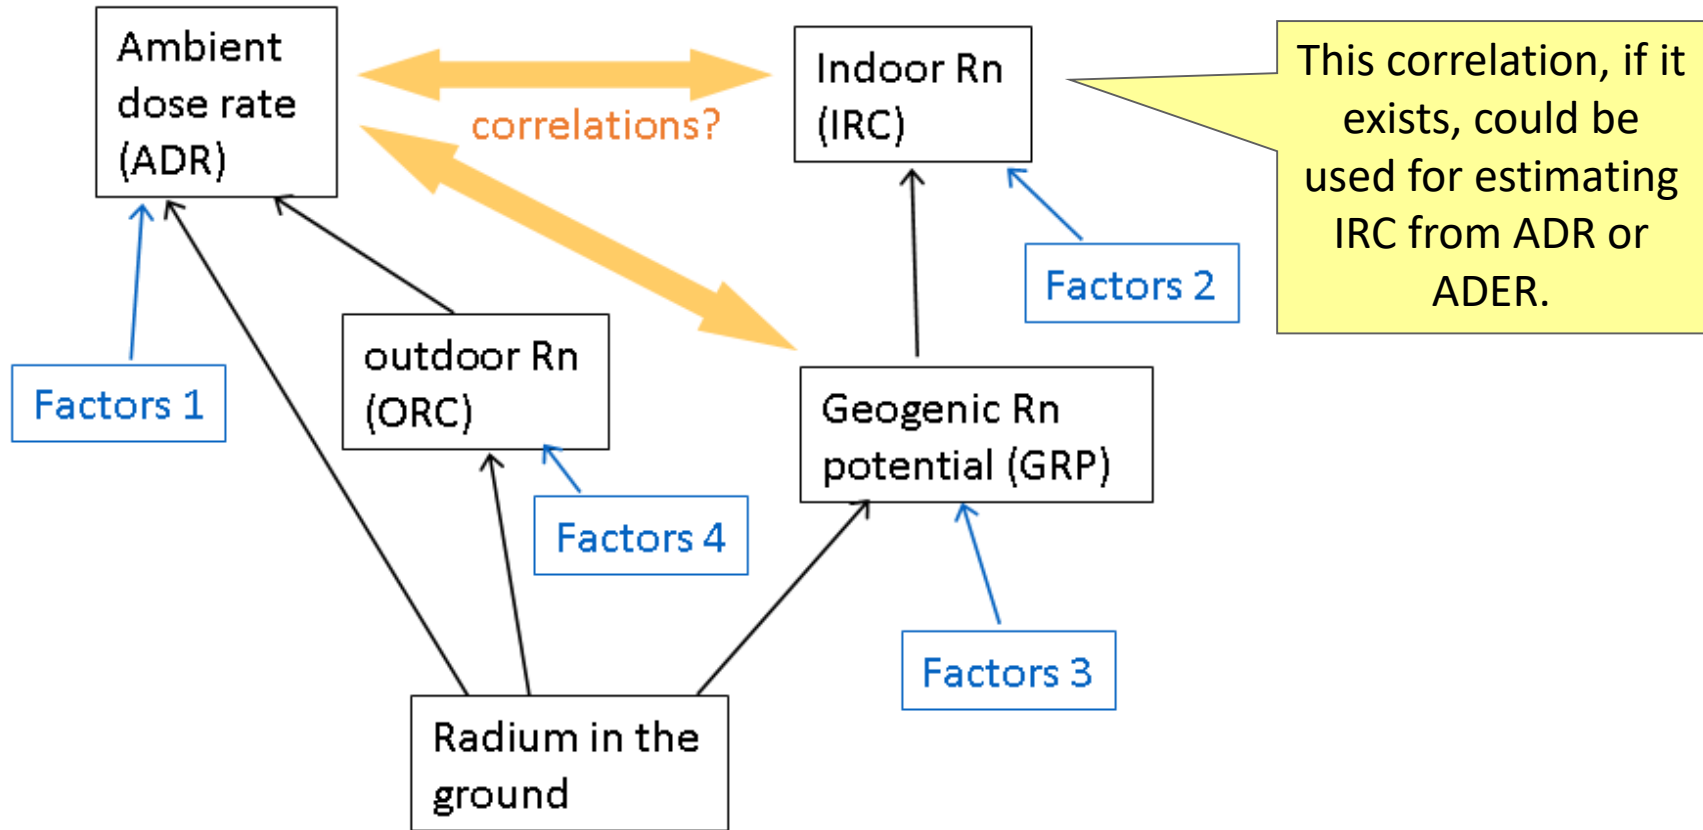 Ambient
dose rate
(ADR)
correlations?
Indoor Rn
(IRC)
This correlation, if it
exists, could be
used for estimating
IRC from ADR or
ADER.
Factors 2
Factors 1
outdoor Rn
(ORC)
Geogenic Rn
potential (GRP)
Factors 4
Factors 3
Radium in the
ground